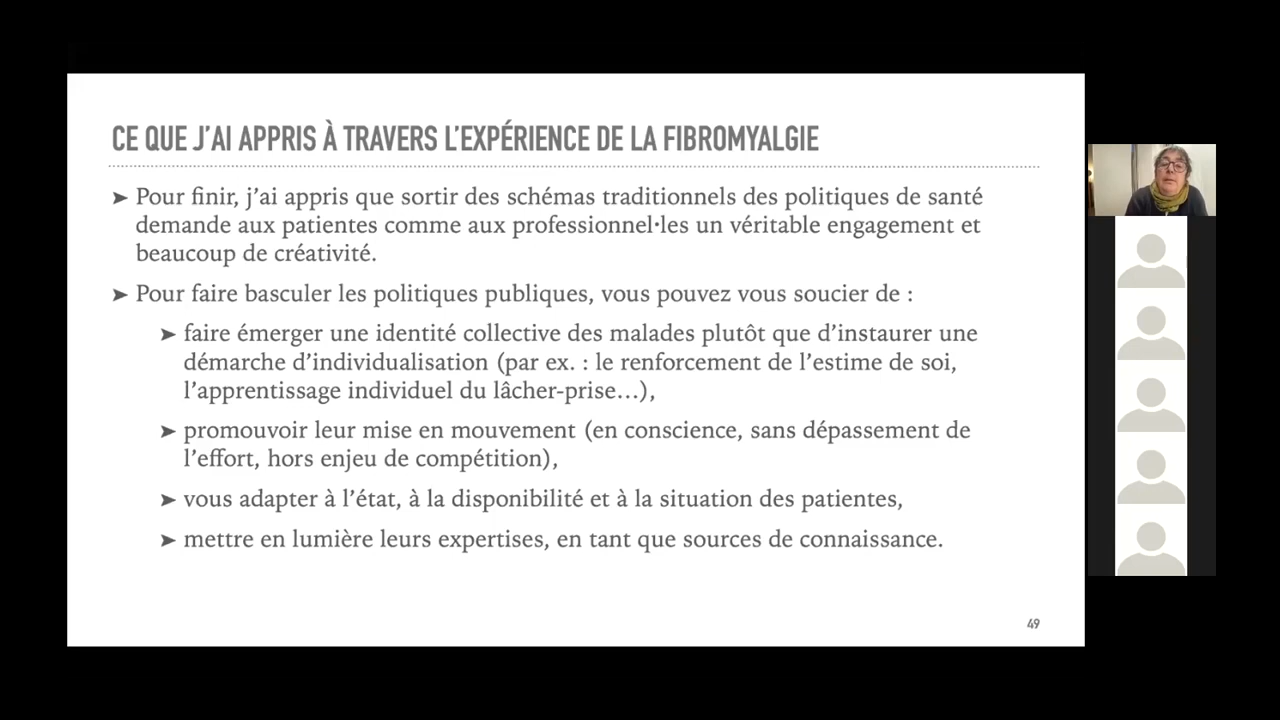 CE QUE J'AI APPRIS À TRAVERS L'EXPÉRIENCE DE LA FIBROMYALGIE
➤ Pour finir, j'ai appris que sortir des schémas traditionnels des politiques de santé
demande aux patientes comme aux professionnel·les un véritable engagement et
beaucoup de créativité.
➤ Pour faire basculer les politiques publiques, vous pouvez vous soucier de :
➤ faire émerger une identité collective des malades plutôt que d'instaurer une
démarche d'individualisation (par ex. : le renforcement de l'estime de soi,
l'apprentissage individuel du lâcher-prise…),
➤ promouvoir leur mise en mouvement (en conscience, sans dépassement de
l'effort, hors enjeu de compétition),
➤ vous adapter à l'état, à la disponibilité et à la situation des patientes,
➤ mettre en lumière leurs expertises, en tant que sources de connaissance.
49